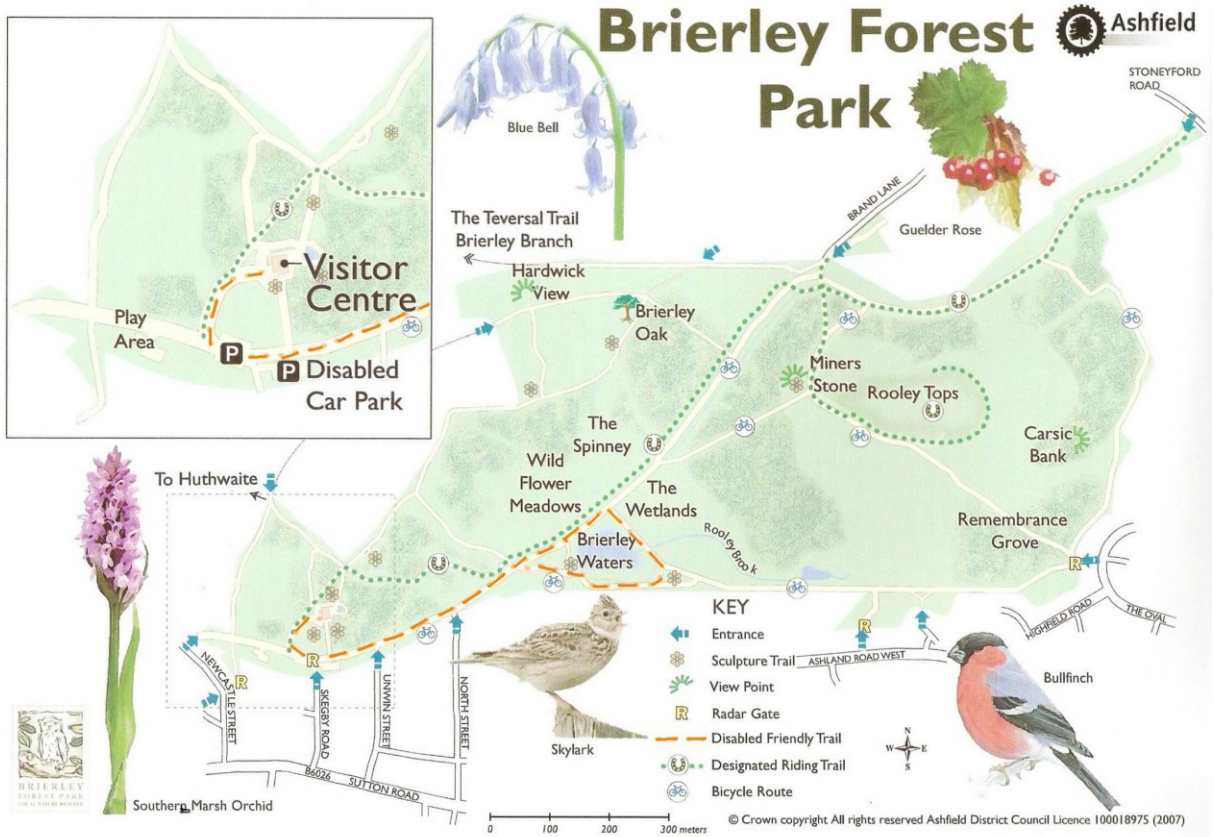 Brierley Forest
Park
Ashfield
STONEYFORD
ROAD
Blue Bell
BRAND LANE
Guelder Rose
The Teversal Trail
Brierley Branch
Hardwick
View
Brierley
Oak
Miners
Stone
Rooley Tops
Carsic
Bank
The
Spinney
Wild
Flower
Meadows
The
Wetlands
Brierley
Waters
Rooley Brook
Remembrance
Grove
Visitor
Centre
Play
Area
P
P Disabled
Car Park
To Huthwaite
R
R
R
R
NEWCASTLE STREET
SKEGBY ROAD
UNWIN STREET
NORTH STREET
B6026
SUTTON ROAD
ASHLAND ROAD WEST
HIGHFIELD ROAD
THE OVAL
KEY
Entrance
Sculpture Trail
View Point
R Radar Gate
Disabled Friendly Trail
Designated Riding Trail
Bicycle Route
N
W E
S
Skylark
Bullfinch
Southern Marsh Orchid
BRIERLEY
FOREST PARK
LOCAL NATURE RESERVE
0 100 200 300 meters
© Crown copyright All rights reserved Ashfield District Council Licence 100018975 (2007)